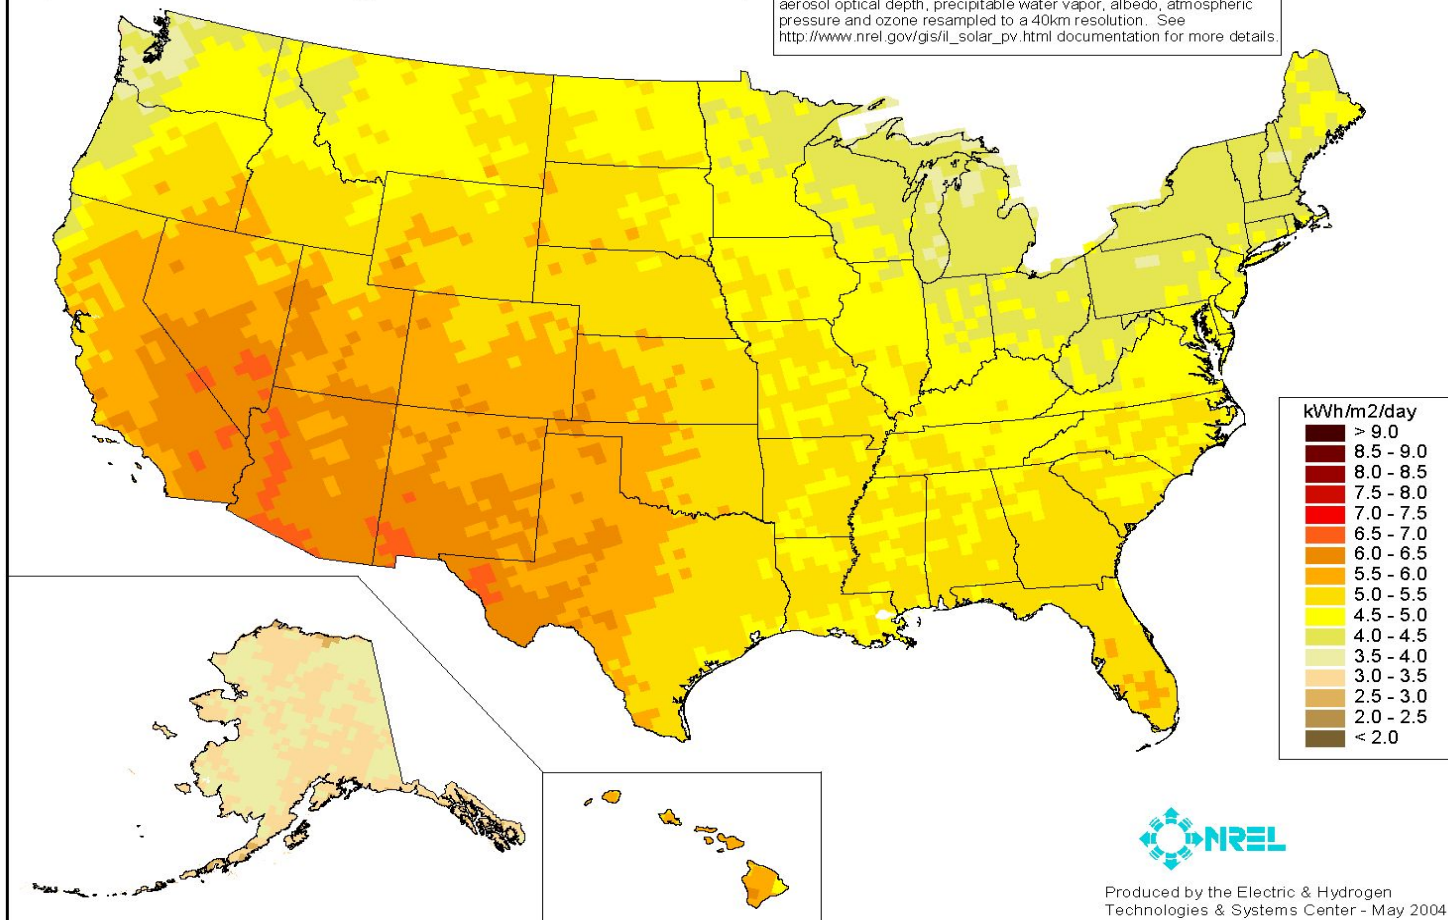 aerosol optical depth, precipitable water vapor, albedo, atmospheric
pressure and ozone resampled to a 40km resolution. See
http://www.nrel.gov/gis/il_solar_pv.html documentation for more details.
kWh/m2/day
> 9.0
8.5 - 9.0
8.0 - 8.5
7.5 - 8.0
7.0 - 7.5
6.5 - 7.0
6.0 - 6.5
5.5 - 6.0
5.0 - 5.5
4.5 - 5.0
4.0 - 4.5
3.5 - 4.0
3.0 - 3.5
2.5 - 3.0
2.0 - 2.5
< 2.0
NREL
Produced by the Electric & Hydrogen
Technologies & Systems Center - May 2004